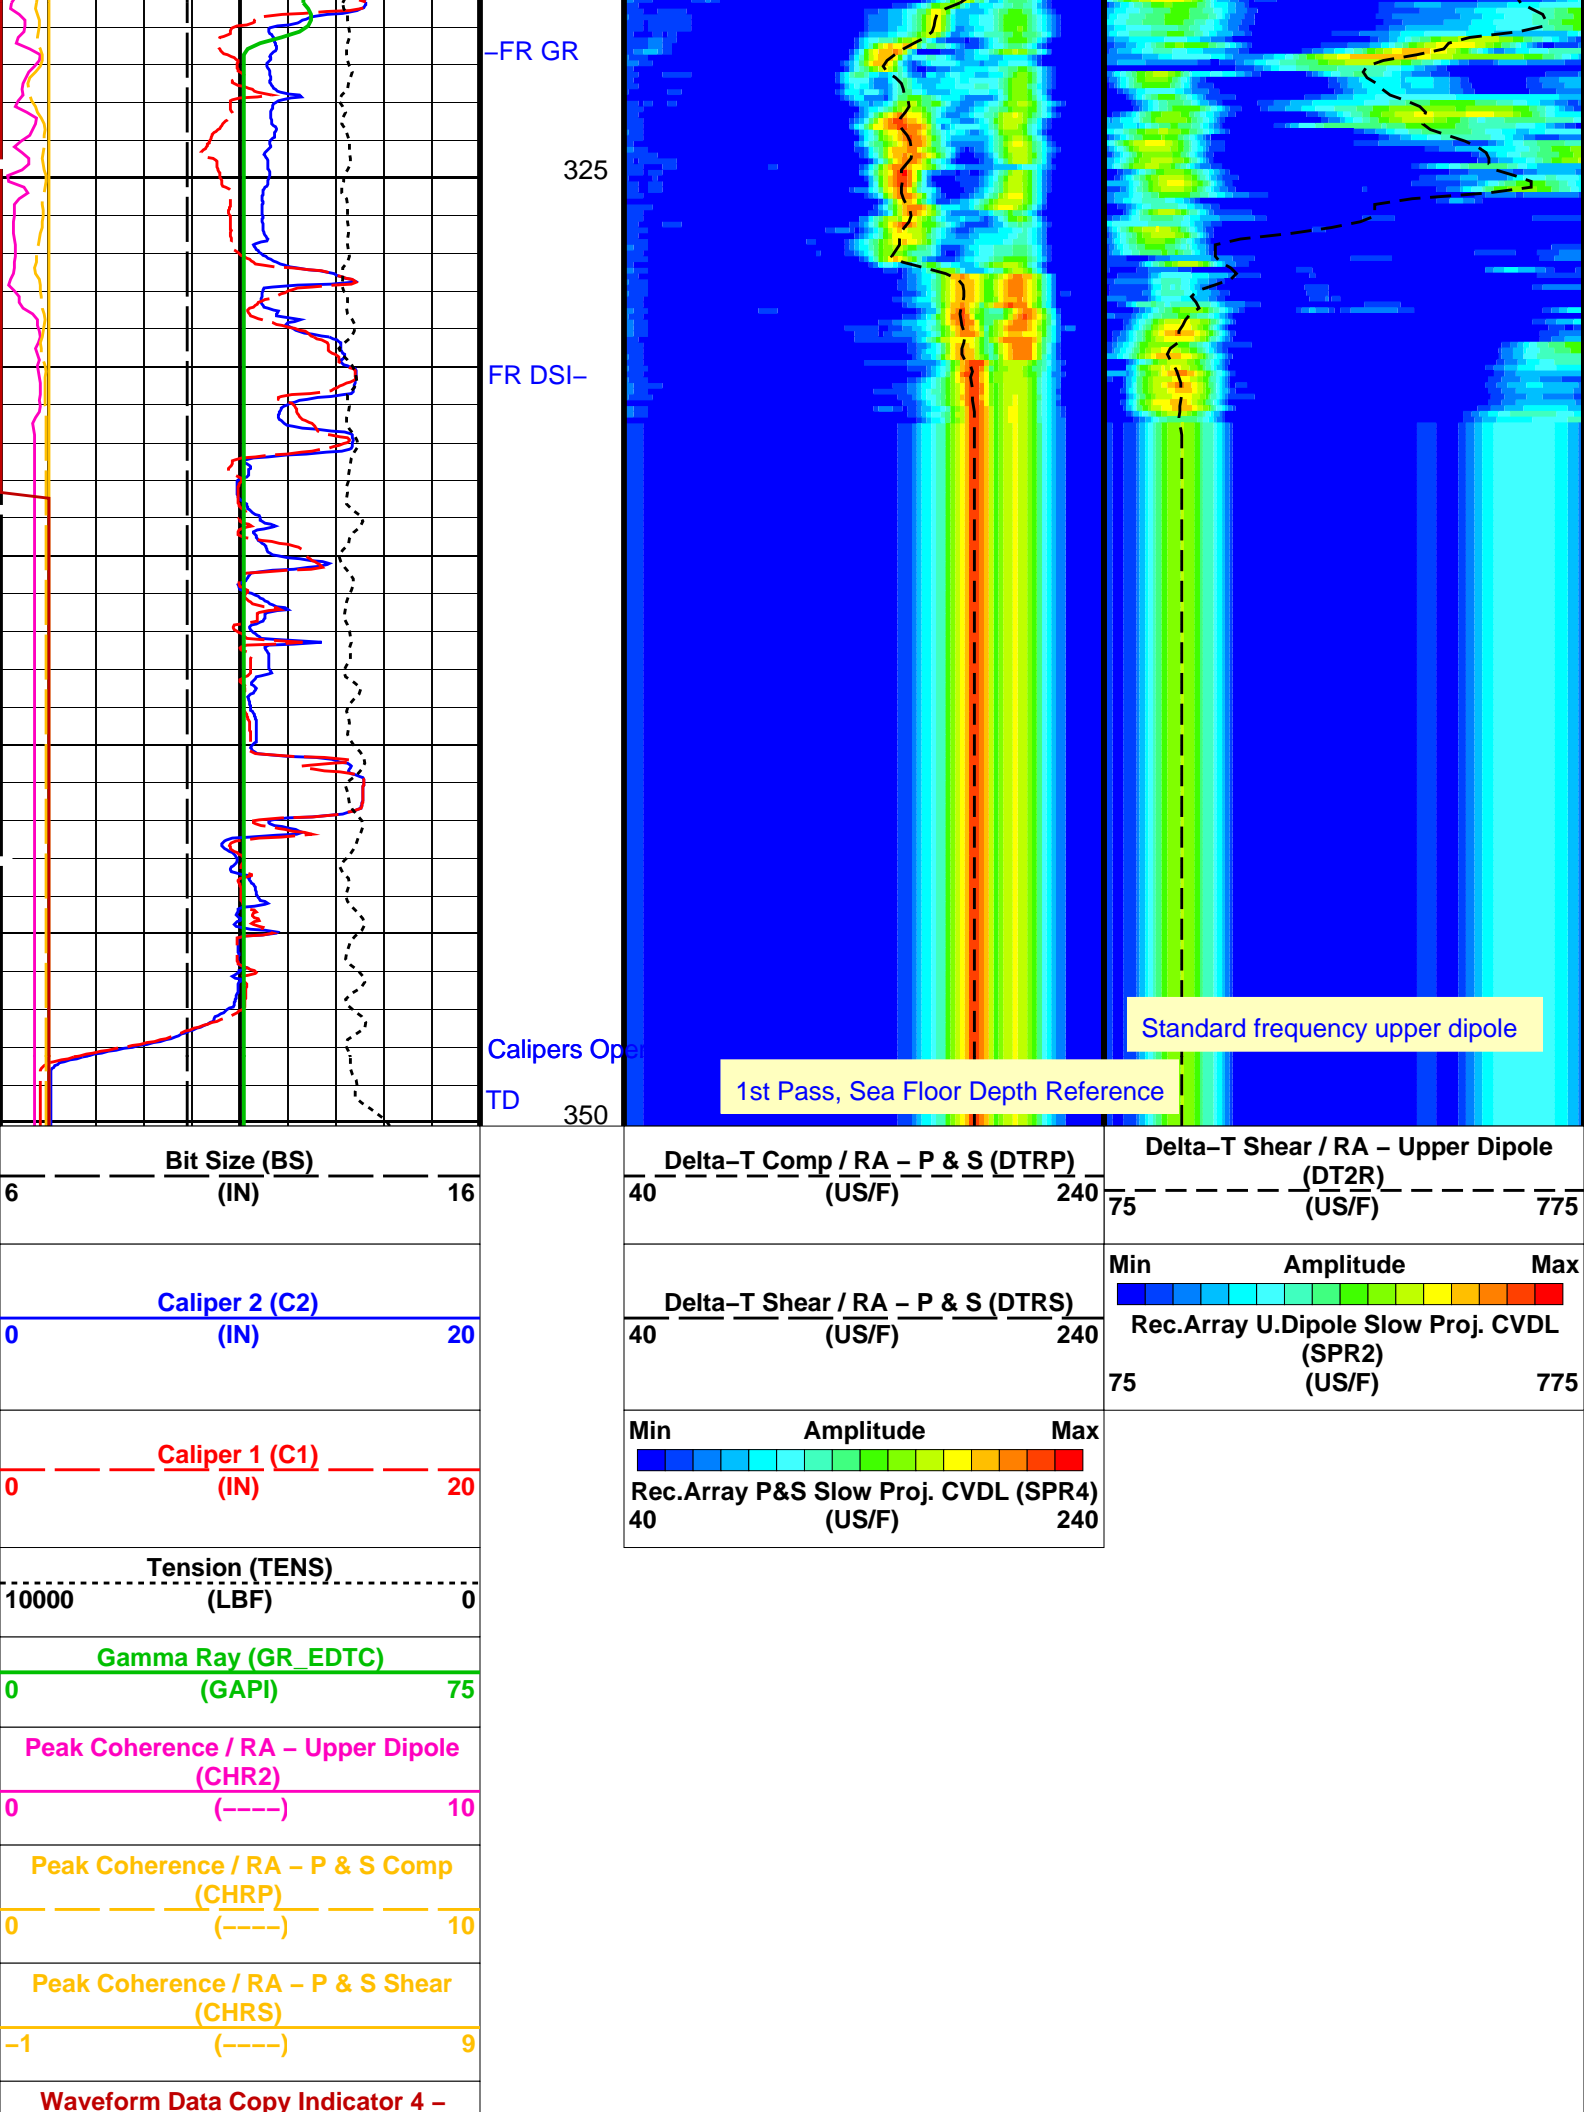 –FR GR
325
FR DSI–
Calipers Ope
TD
350
Standard frequency upper dipole
1st Pass, Sea Floor Depth Reference
Bit Size (BS)
6 (IN) 16
Caliper 2 (C2)
0 (IN) 20
Caliper 1 (C1)
0 (IN) 20
Tension (TENS)
10000 (LBF) 0
Gamma Ray (GR_EDTC)
0 (GAPI) 75
Peak Coherence / RA – Upper Dipole
(CHR2)
0 (––––) 10
Peak Coherence / RA – P & S Comp
(CHRP)
0 (––––) 10
Peak Coherence / RA – P & S Shear
(CHRS)
–1 (––––) 9
Waveform Data Copy Indicator 4 –
Delta–T Comp / RA – P & S (DTRP)
40 (US/F) 240
Delta–T Shear / RA – P & S (DTRS)
40 (US/F) 240
Min Amplitude Max
Rec.Array P&S Slow Proj. CVDL (SPR4)
40 (US/F) 240
Delta–T Shear / RA – Upper Dipole
(DT2R)
75 (US/F) 775
Min Amplitude Max
Rec.Array U.Dipole Slow Proj. CVDL
(SPR2)
75 (US/F) 775